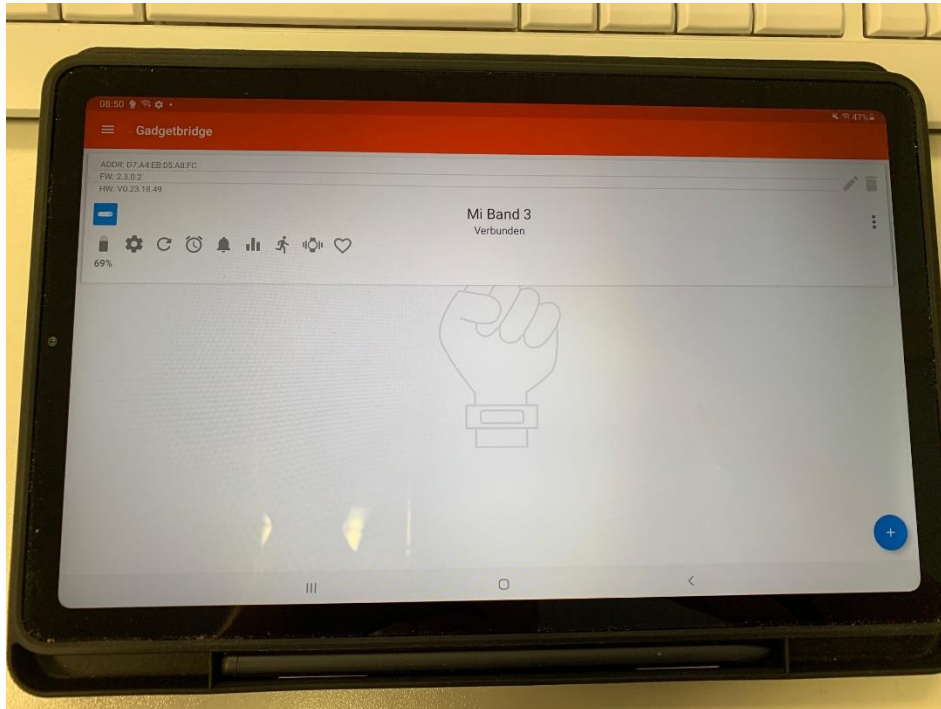 08:50
47%
Gadgetbridge
ADDR: D7:A4:EB:D5:A8:FC
FW: 2.3.0.2
HW: V0.23.18.49
Mi Band 3
Verbunden
69%